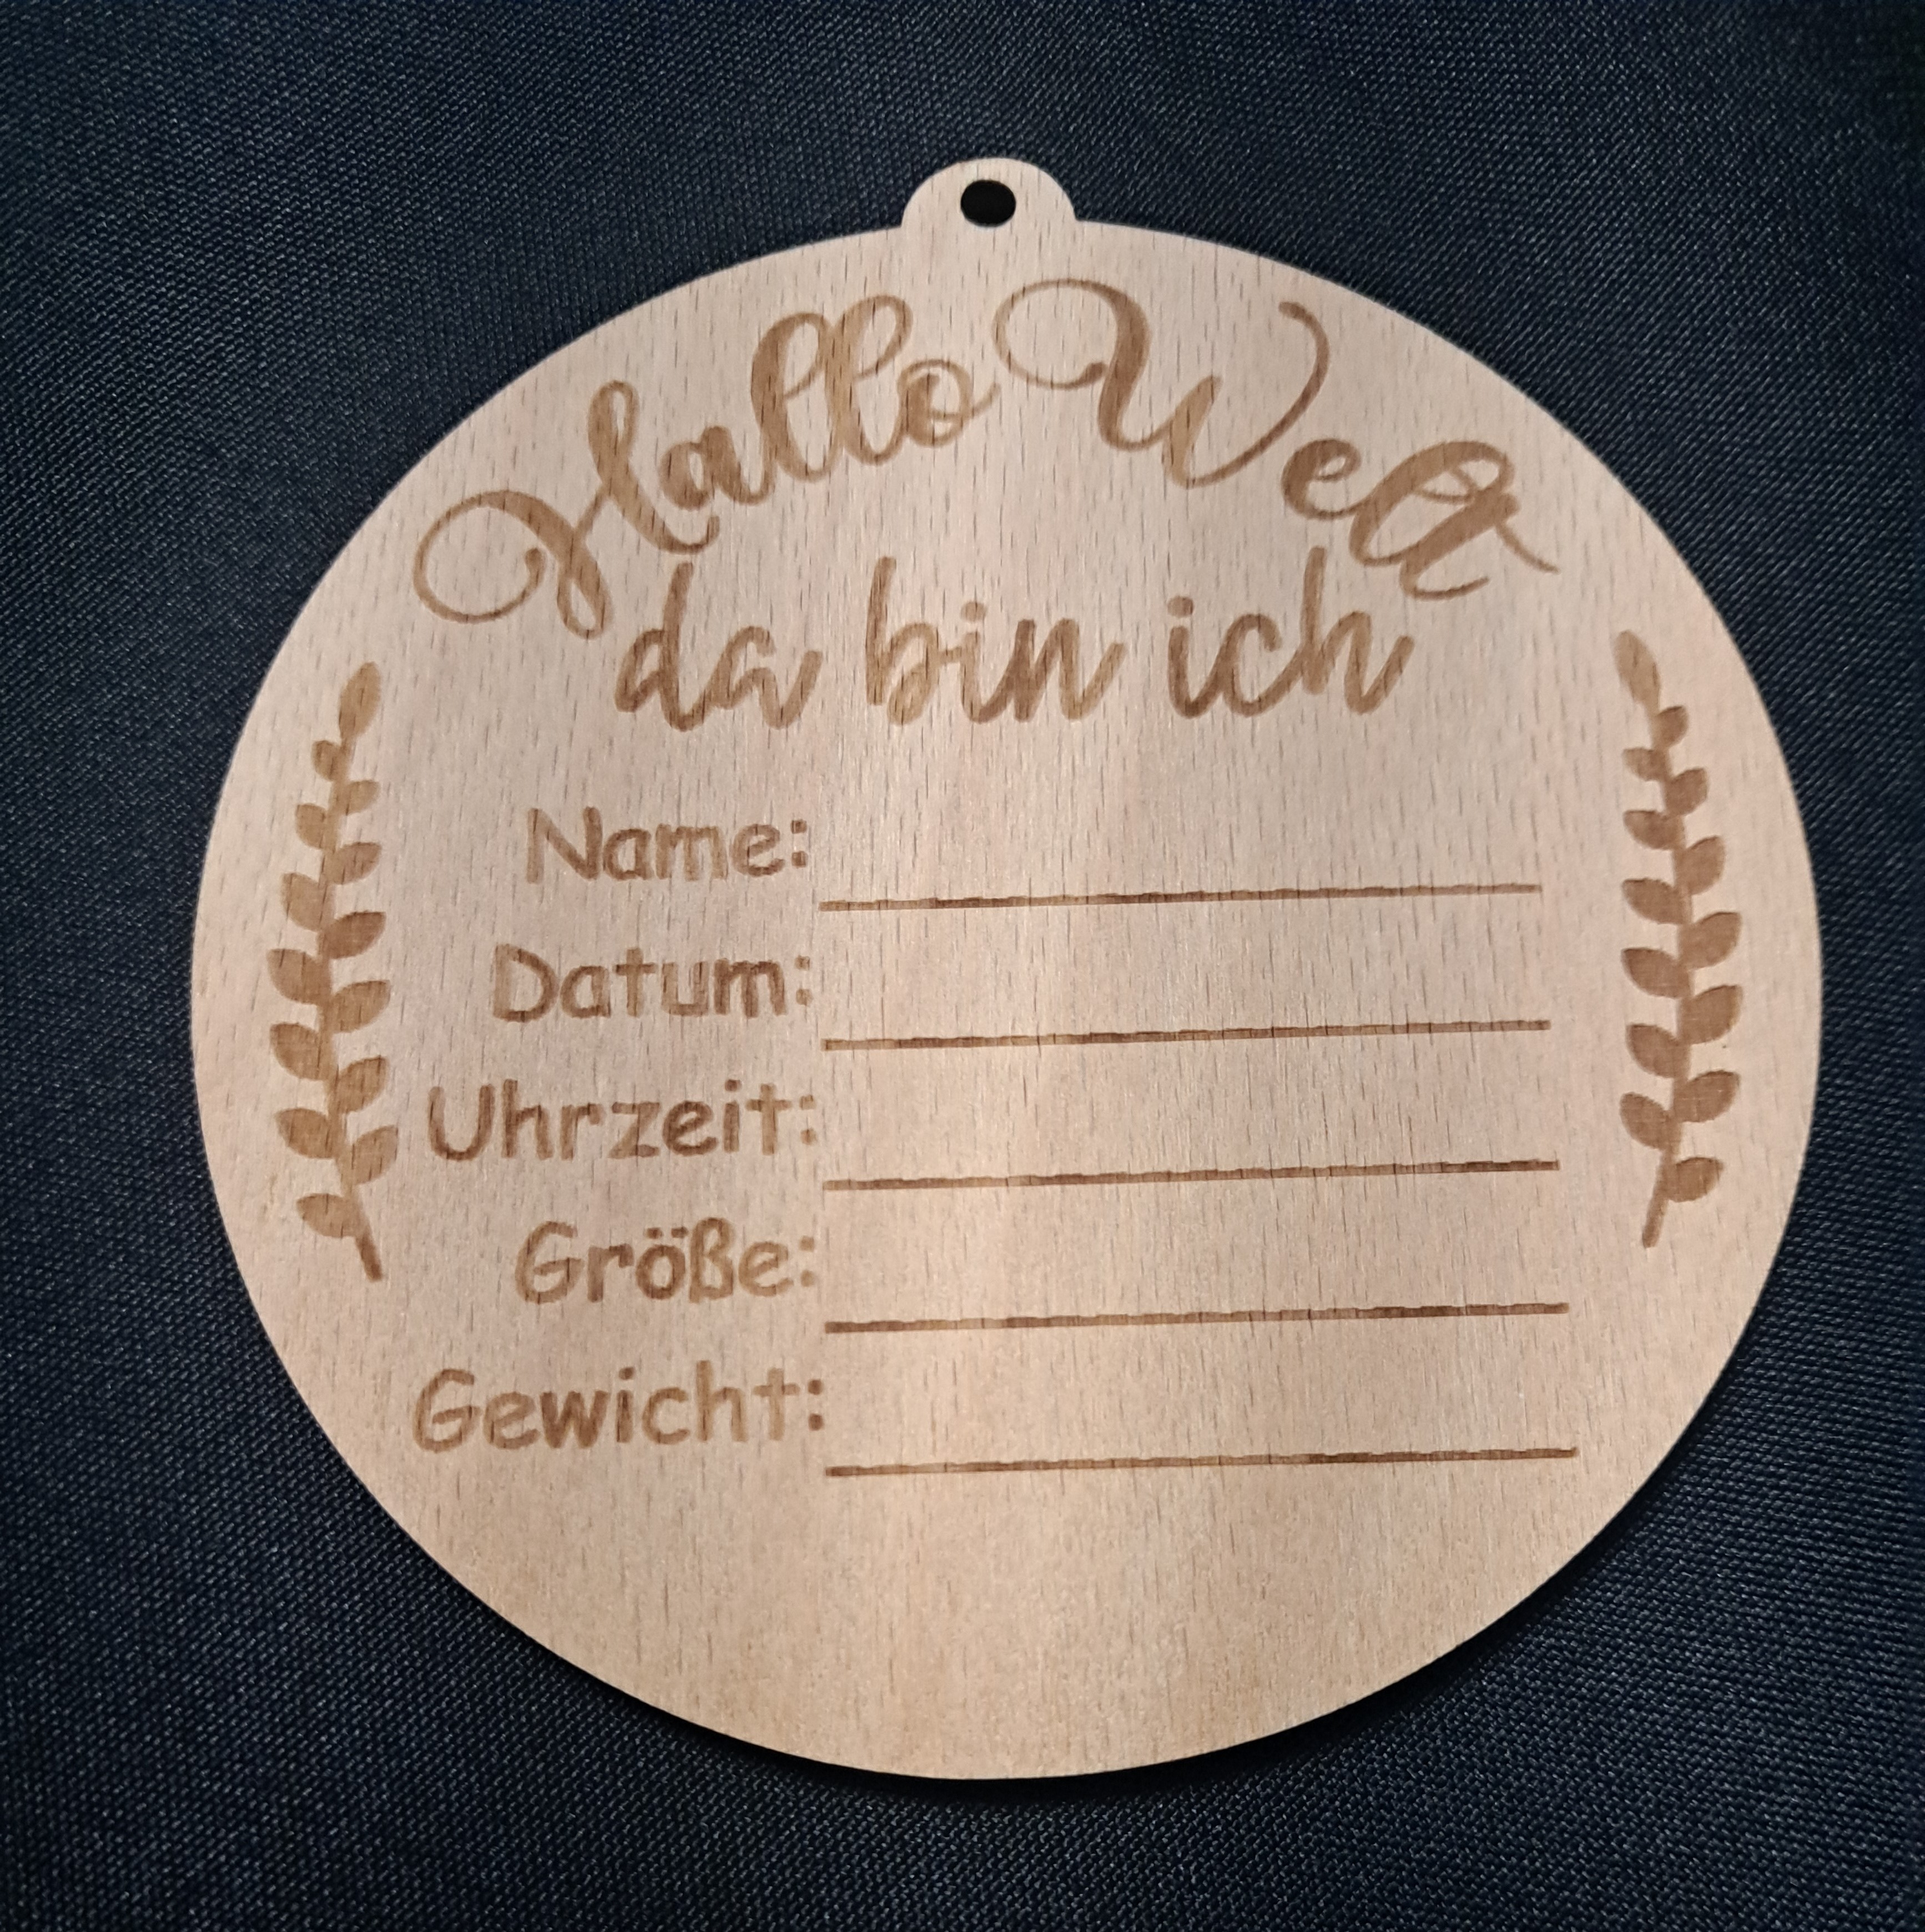 Hallo Welt
da bin ich
Name:
Datum:
Uhrzeit:
Größe:
Gewicht: